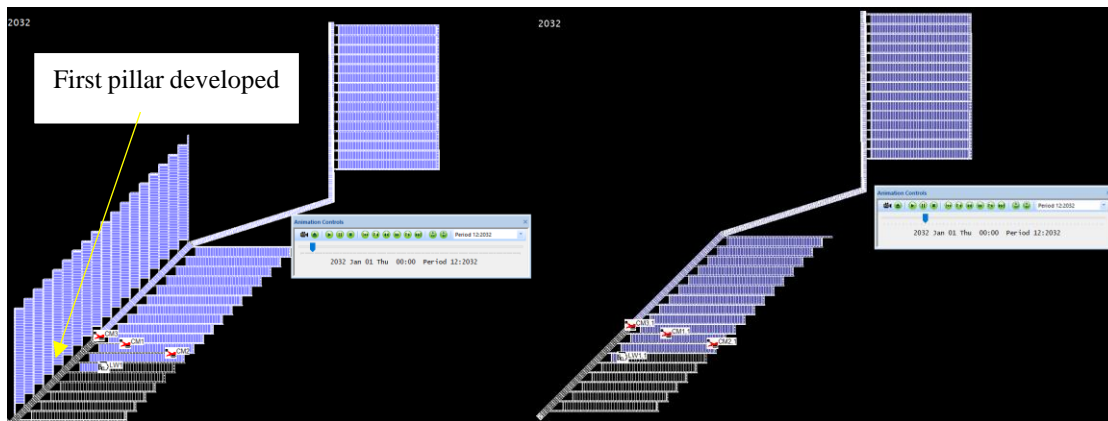 2032
First pillar developed
CM3
CM1
CM2
LW1
Animation Controls
Period 12:2032
2032 Jan 01 Thu 00:00 Period 12:2032
2032
CM3.1
CM1.1
CM2.1
LW1.1
Animation Controls
Period 12:2032
2032 Jan 01 Thu 00:00 Period 12:2032